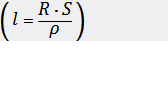 (l = R · S / ρ)